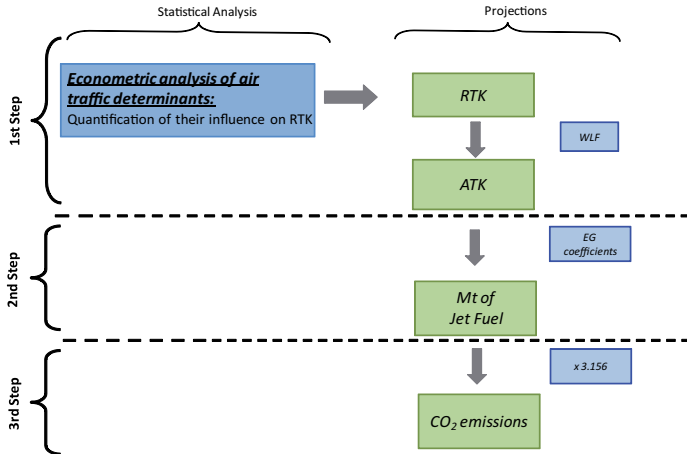 Statistical Analysis
Projections
1st Step
Econometric analysis of air
traffic determinants:
Quantification of their influence on RTK
RTK
WLF
ATK
2nd Step
EG
coefficients
Mt of
Jet Fuel
3rd Step
x 3.156
CO₂ emissions